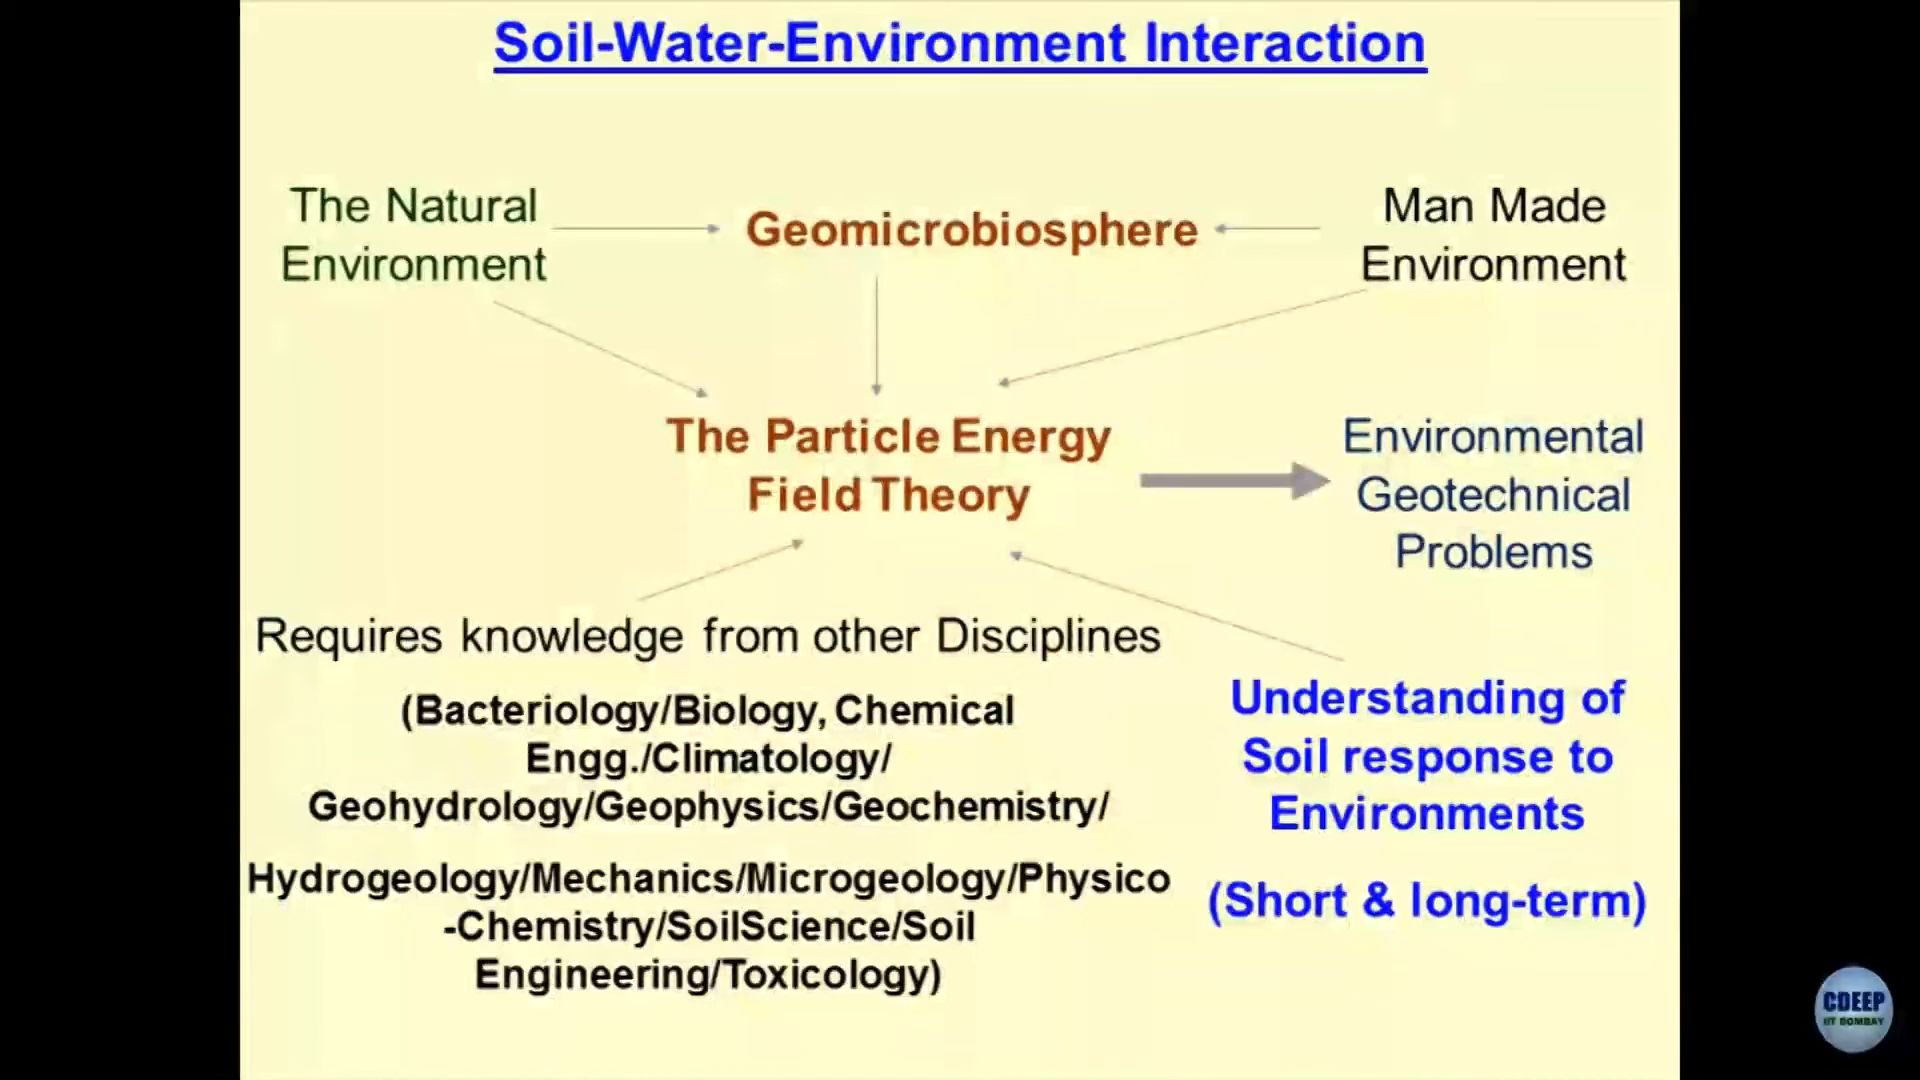 Soil-Water-Environment Interaction
The Natural
Environment
Geomicrobiosphere
Man Made
Environment
The Particle Energy
Field Theory
Environmental
Geotechnical
Problems
Requires knowledge from other Disciplines
(Bacteriology/Biology, Chemical
Engg./Climatology/
Geohydrology/Geophysics/Geochemistry/
Hydrogeology/Mechanics/Microgeology/Physico
-Chemistry/SoilScience/Soil
Engineering/Toxicology)
Understanding of
Soil response to
Environments
(Short & long-term)
CDEEP
IIT BOMBAY